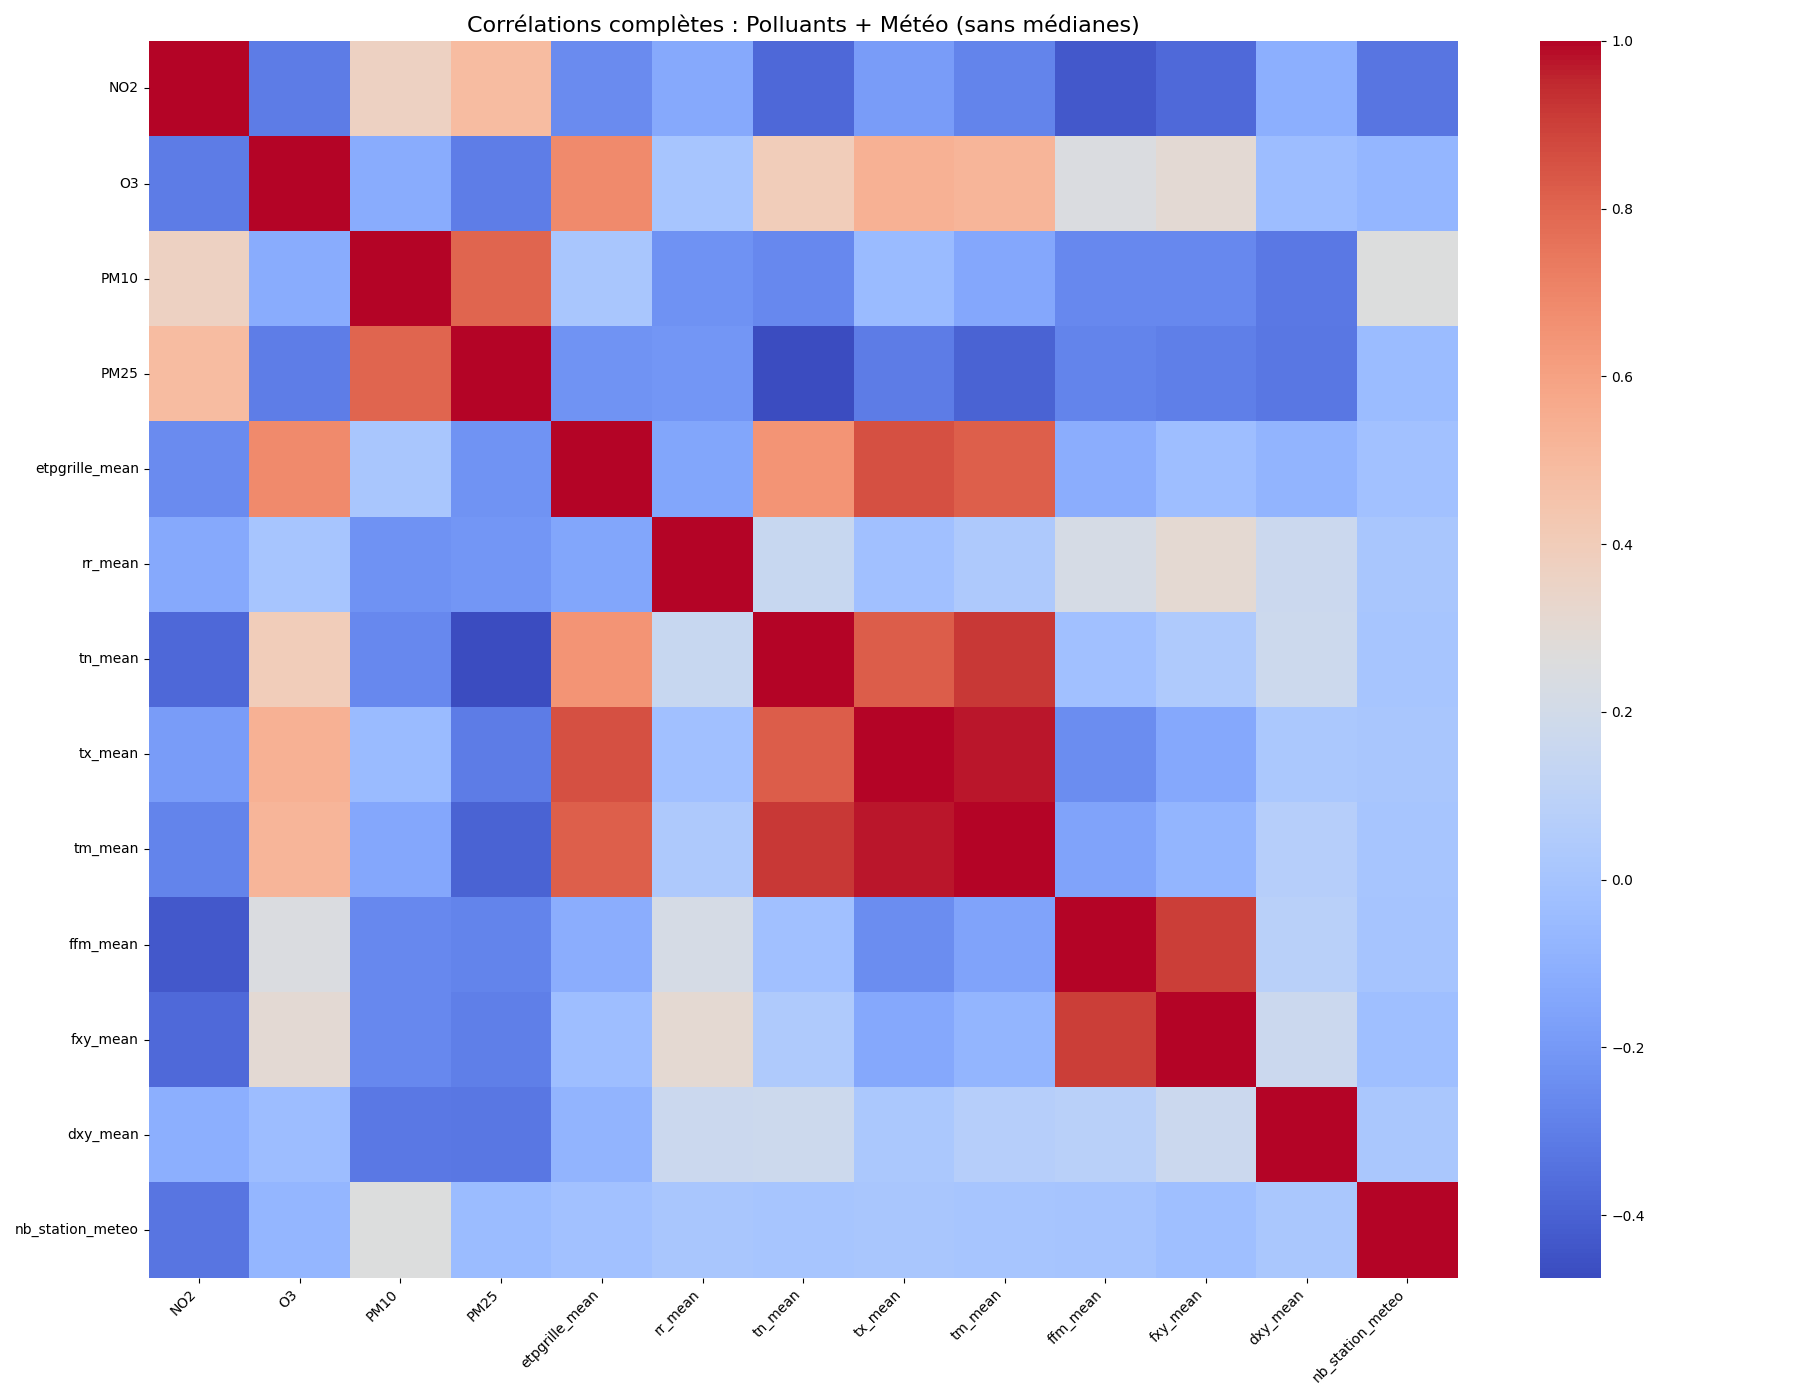 Corrélations complètes : Polluants + Météo (sans médianes)
NO2
O3
PM10
PM25
etpgrille_mean
rr_mean
tn_mean
tx_mean
tm_mean
ffm_mean
fxy_mean
dxy_mean
nb_station_meteo
NO2
O3
PM10
PM25
etpgrille_mean
rr_mean
tn_mean
tx_mean
tm_mean
ffm_mean
fxy_mean
dxy_mean
nb_station_meteo
1.0
0.8
0.6
0.4
0.2
0.0
−0.2
−0.4